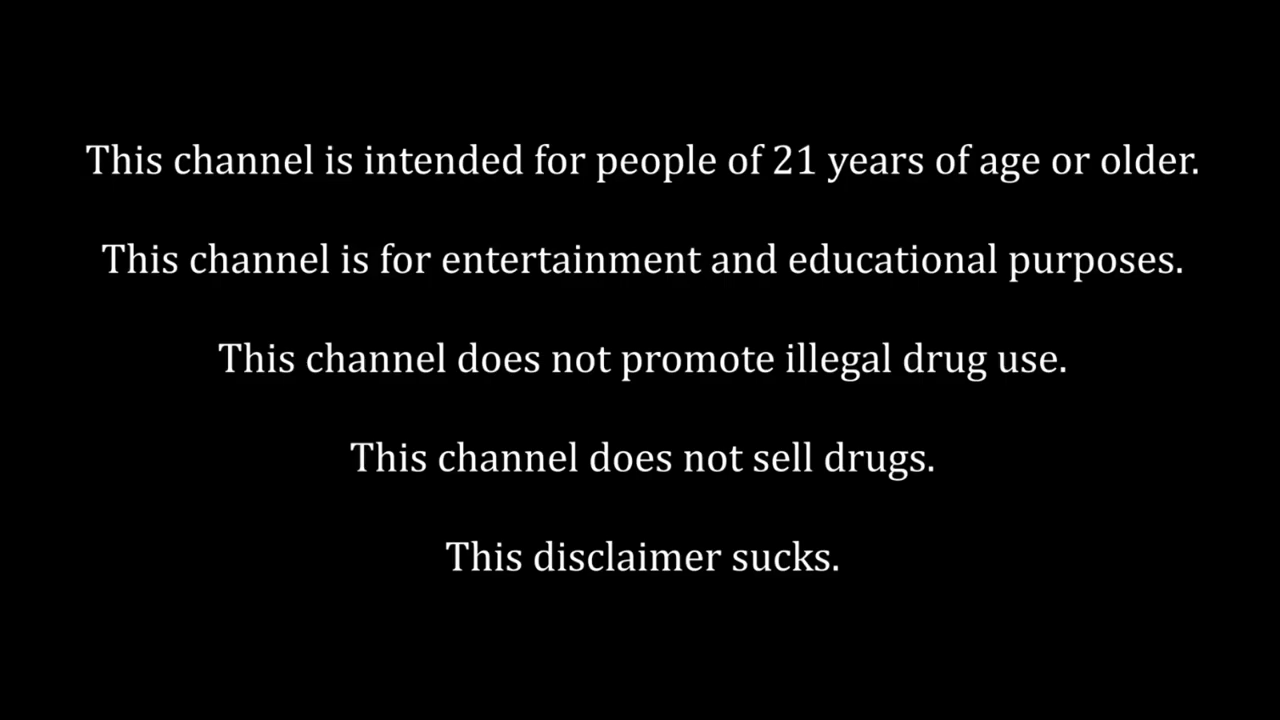 This channel is intended for people of 21 years of age or older.
This channel is for entertainment and educational purposes.
This channel does not promote illegal drug use.
This channel does not sell drugs.
This disclaimer sucks.